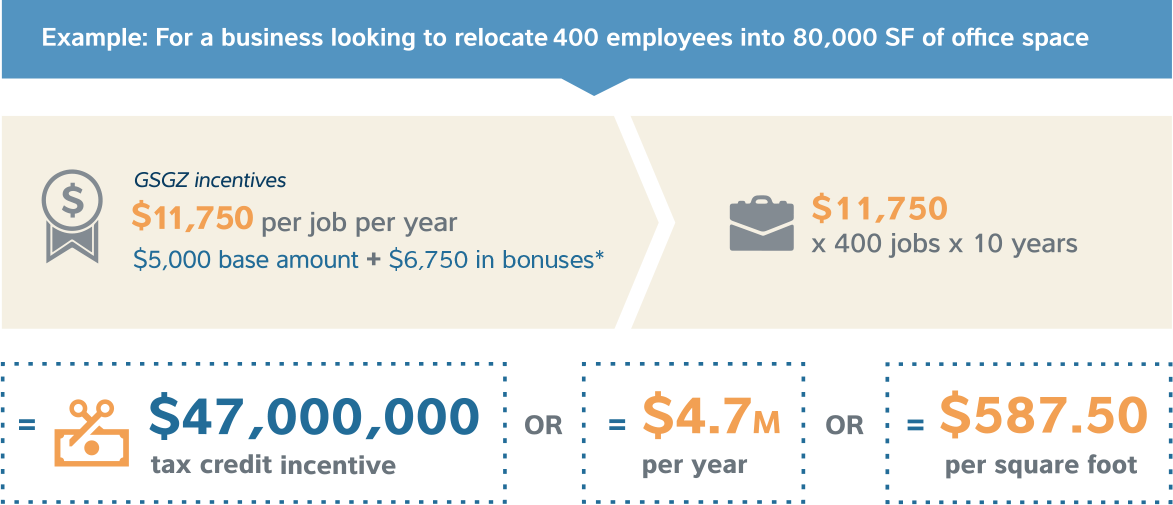 Example: For a business looking to relocate 400 employees into 80,000 SF of office space
$
GSGZ incentives
$11,750 per job per year
$5,000 base amount + $6,750 in bonuses*
$11,750
x 400 jobs x 10 years
= $47,000,000
tax credit incentive
OR
= $4.7M
per year
OR
= $587.50
per square foot